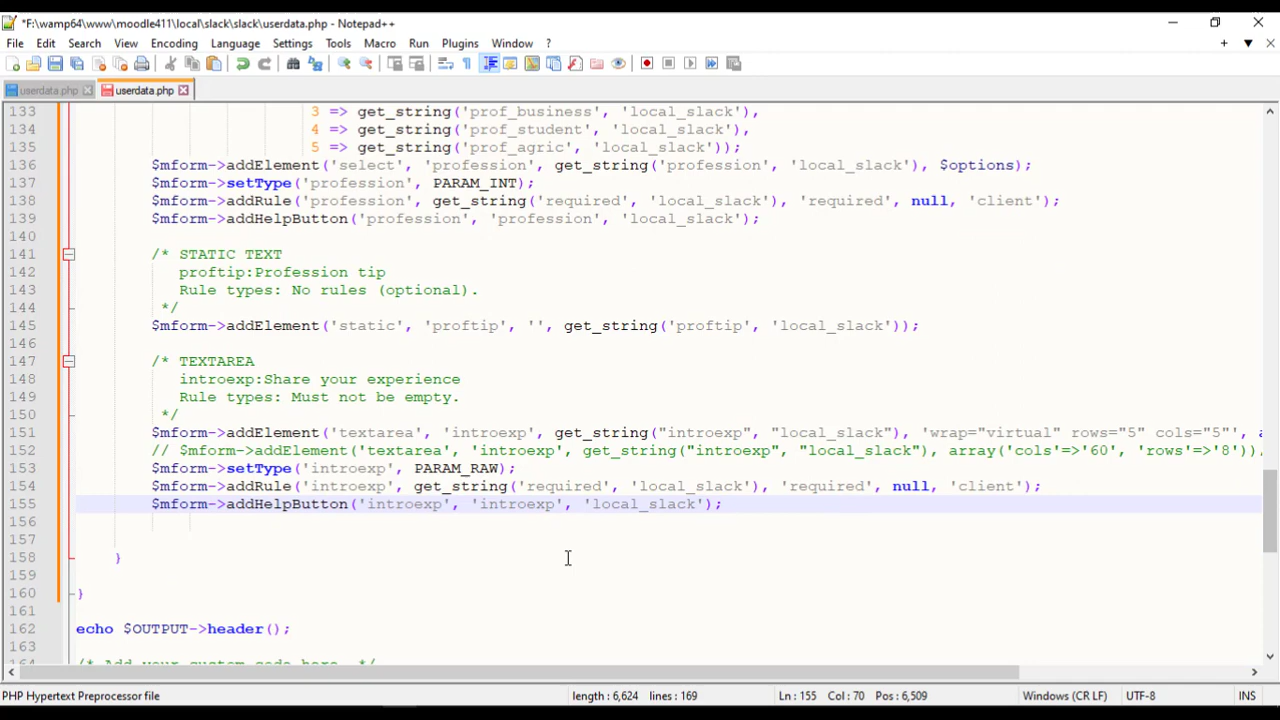 *F:\wamp64\www\moodle411\local\slack\slack\userdata.php - Notepad++
File Edit Search View Encoding Language Settings Tools Macro Run Plugins Window ?
userdata.php userdata.php
133 3 => get_string('prof_business', 'local_slack'),
134 4 => get_string('prof_student', 'local_slack'),
135 5 => get_string('prof_agric', 'local_slack'));
136 $mform->addElement('select', 'profession', get_string('profession', 'local_slack'), $options);
137 $mform->setType('profession', PARAM_INT);
138 $mform->addRule('profession', get_string('required', 'local_slack'), 'required', null, 'client');
139 $mform->addHelpButton('profession', 'profession', 'local_slack');
140
141 /* STATIC TEXT
142 proftip:Profession tip
143 Rule types: No rules (optional).
144 */
145 $mform->addElement('static', 'proftip', '', get_string('proftip', 'local_slack'));
146
147 /* TEXTAREA
148 introexp:Share your experience
149 Rule types: Must not be empty.
150 */
151 $mform->addElement('textarea', 'introexp', get_string("introexp", "local_slack"), 'wrap="virtual" rows="5" cols="5"',
152 // $mform->addElement('textarea', 'introexp', get_string("introexp", "local_slack"), array('cols'=>'60', 'rows'=>'8'))
153 $mform->setType('introexp', PARAM_RAW);
154 $mform->addRule('introexp', get_string('required', 'local_slack'), 'required', null, 'client');
155 $mform->addHelpButton('introexp', 'introexp', 'local_slack');
156
157
158 }
159
160 }
161
162 echo $OUTPUT->header();
163
164 /* Add your custom code here. */
PHP Hypertext Preprocessor file length : 6,624 lines : 169 Ln : 155 Col : 70 Pos : 6,509 Windows (CR LF) UTF-8 INS